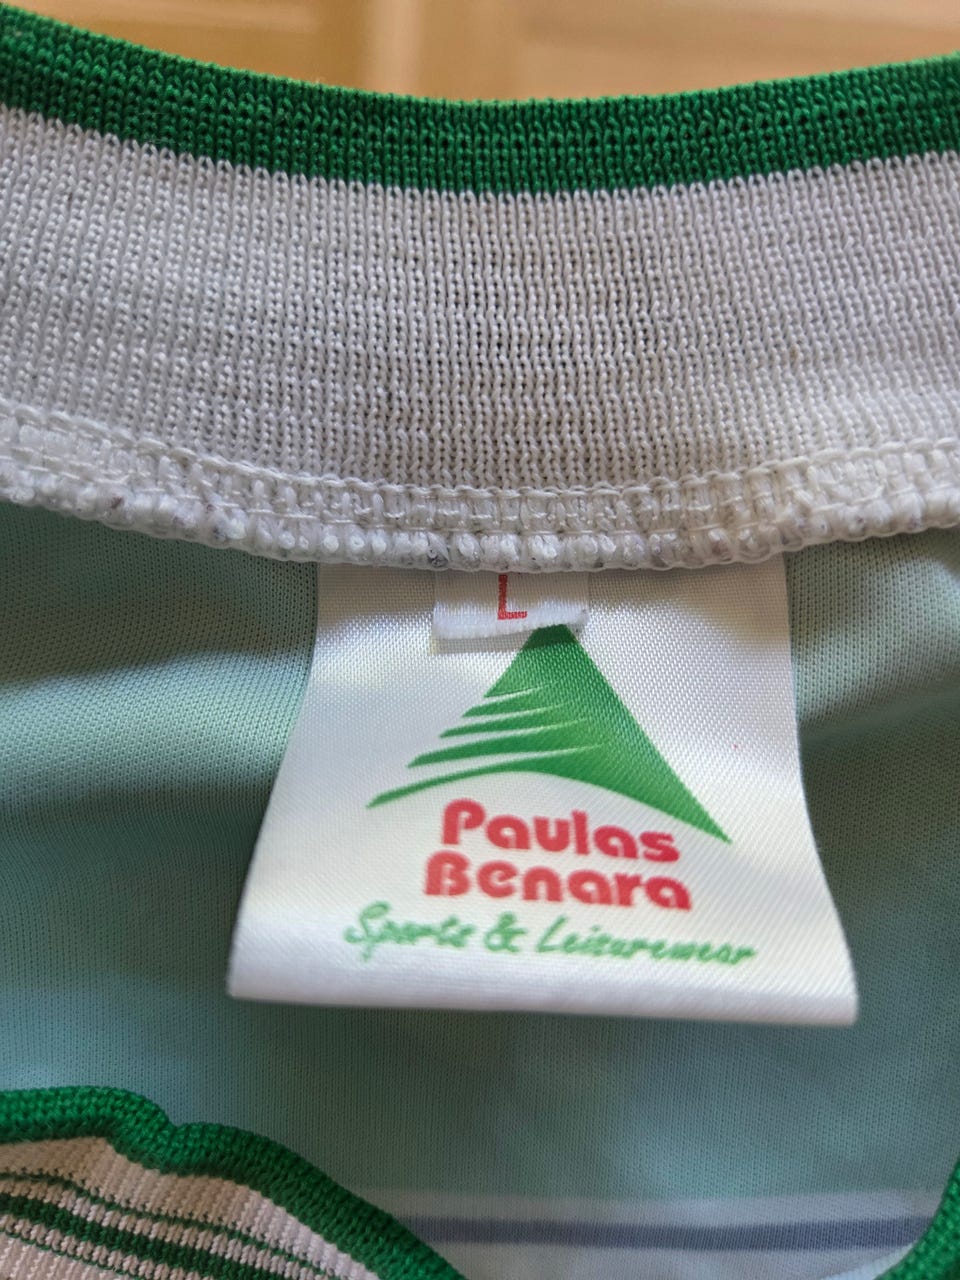 L
Paulas
Benara
Sports & Leisurewear